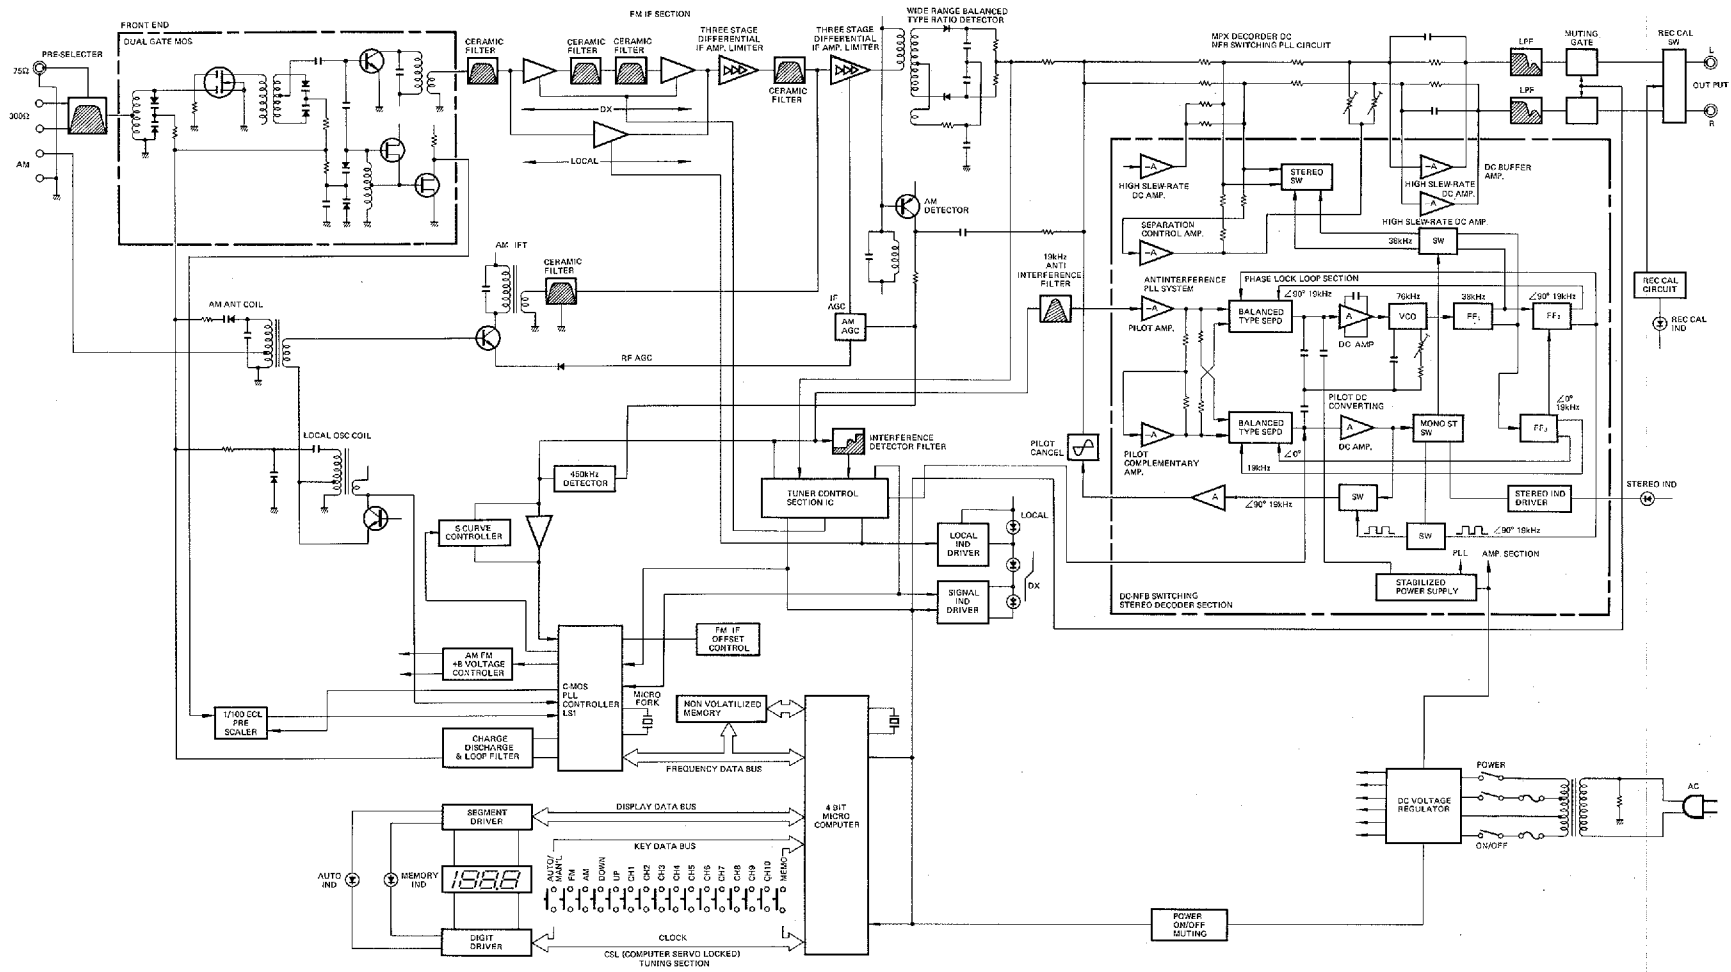 FRONT END
DUAL GATE MOS
PRE-SELECTER
75Ω
300Ω
AM
FM IF SECTION
CERAMIC
FILTER
CERAMIC
FILTER
CERAMIC
FILTER
THREE STAGE
DIFFERENTIAL
IF AMP. LIMITER
CERAMIC
FILTER
THREE STAGE
DIFFERENTIAL
IF AMP. LIMITER
WIDE RANGE BALANCED
TYPE RATIO DETECTOR
DX
LOCAL
MPX DECORDER DC
NFR SWITCHING PLL CIRCUIT
LPF
LPF
MUTING
GATE
REC CAL
SW
L
OUT PUT
R
HIGH SLEW-RATE
DC AMP.
STEREO
SW
DC BUFFER
AMP.
HIGH SLEW-RATE
DC AMP.
HIGH SLEW-RATE DC AMP.
SEPARATION
CONTROL AMP.
38kHz
SW
AM
DETECTOR
AM IFT
CERAMIC
FILTER
19kHz
ANTI
INTERFERENCE
FILTER
ANTINTERFERENCE
PLL SYSTEM
PILOT AMP.
PHASE LOCK LOOP SECTION
∠90° 19kHz
BALANCED
TYPE SEPD
A
DC AMP
76kHz
VCO
38kHz
FF₁
∠90° 19kHz
FF₂
REC CAL
CIRCUIT
REC CAL
IND
AM ANT COIL
IF
AGC
AM
AGC
RF AGC
LOCAL OSC COIL
PILOT DC
CONVERTING
A
DC AMP.
BALANCED
TYPE SEPD
∠0°
19kHz
MONO ST
SW
∠0°
19kHz
FF₃
PILOT
COMPLEMENTARY
AMP.
PILOT
CANCEL
INTERFERENCE
DETECTOR FILTER
450kHz
DETECTOR
TUNER CONTROL
SECTION IC
A
∠90° 19kHz
SW
STEREO IND
DRIVER
STEREO IND
SW
∠90° 19kHz
S CURVE
CONTROLLER
LOCAL
IND
DRIVER
LOCAL
DX
SIGNAL
IND
DRIVER
PLL
AMP. SECTION
STABILIZED
POWER SUPPLY
DC-NFB SWITCHING
STEREO DECODER SECTION
FM IF
OFFSET
CONTROL
AM FM
+B VOLTAGE
CONTROLER
C-MOS
PLL
CONTROLLER
LS1
MICRO
FORK
NON VOLATILIZED
MEMORY
1/100 ECL
PRE
SCALER
CHARGE
DISCHARGE
& LOOP FILTER
FREQUENCY DATA BUS
4 BIT
MICRO
COMPUTER
DISPLAY DATA BUS
SEGMENT
DRIVER
KEY DATA BUS
AUTO/
MAN'L
FM
AM
DOWN
UP
CH1
CH2
CH3
CH4
CH5
CH6
CH7
CH8
CH9
CH10
MEMO
AUTO
IND
MEMORY
IND
188.8
DIGIT
DRIVER
CLOCK
CSL (COMPUTER SERVO LOCKED)
TUNING SECTION
POWER
DC VOLTAGE
REGULATOR
ON/OFF
AC
POWER
ON/OFF
MUTING